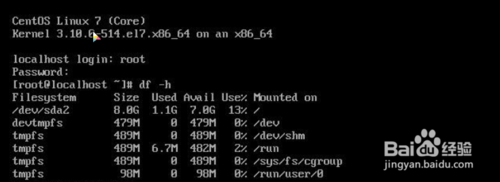 CentOS Linux 7 (Core)
Kernel 3.10.0-514.el7.x86_64 on an x86_64
localhost login: root
Password:
[root@localhost ~]# df -h
Filesystem Size Used Avail Use% Mounted on
/dev/sda2 8.0G 1.1G 7.0G 13% /
devtmpfs 479M 0 479M 0% /dev
tmpfs 489M 0 489M 0% /dev/shm
tmpfs 489M 6.7M 482M 2% /run
tmpfs 489M 0 489M 0% /sys/fs/cgroup
tmpfs 98M 0 98M 0% /run/user/0
Bai du 经验
jingyan.baidu.com